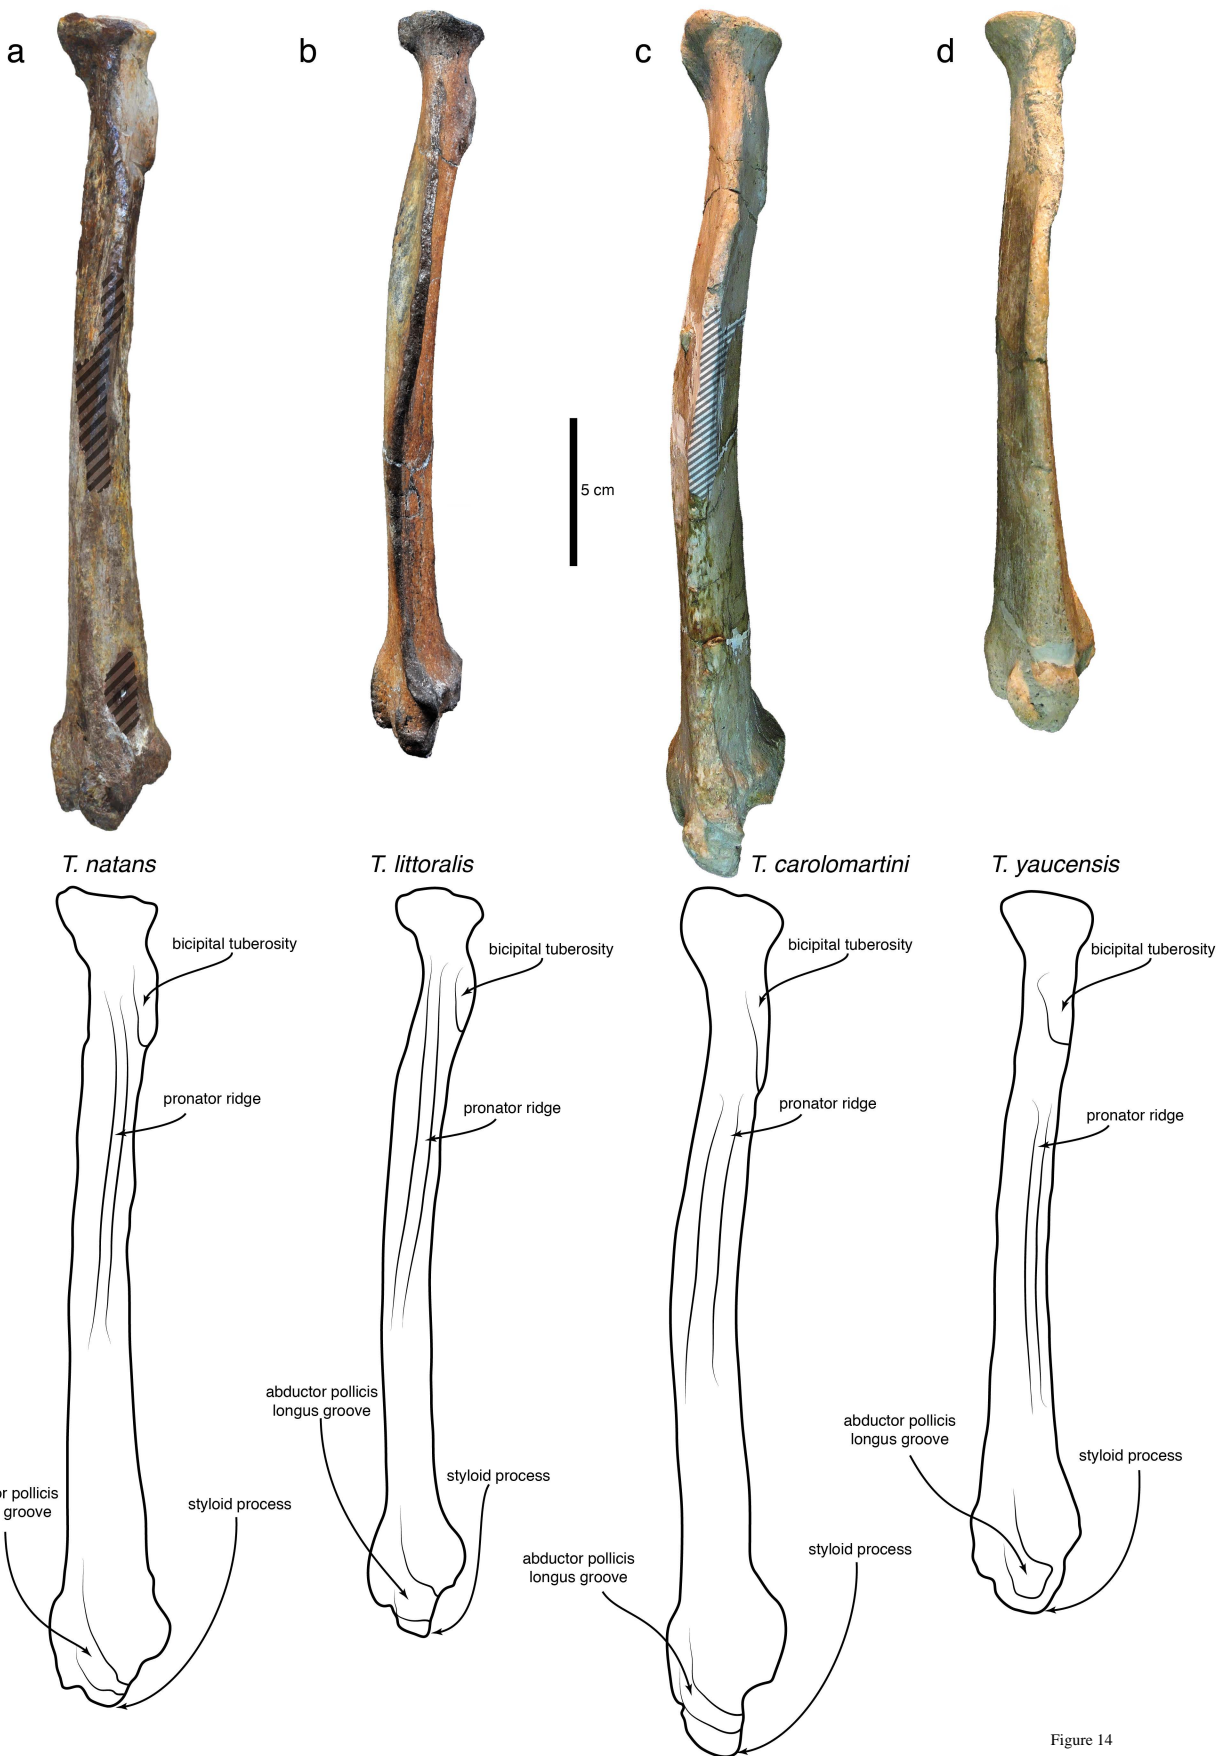 a
b
c
d
5 cm
T. natans
T. littoralis
T. carolomartini
T. yaucensis
bicipital tuberosity
bicipital tuberosity
bicipital tuberosity
bicipital tuberosity
pronator ridge
pronator ridge
pronator ridge
pronator ridge
abductor pollicis
longus groove
styloid process
abductor pollicis
longus groove
styloid process
or pollicis
groove
styloid process
abductor pollicis
longus groove
styloid process
Figure 14